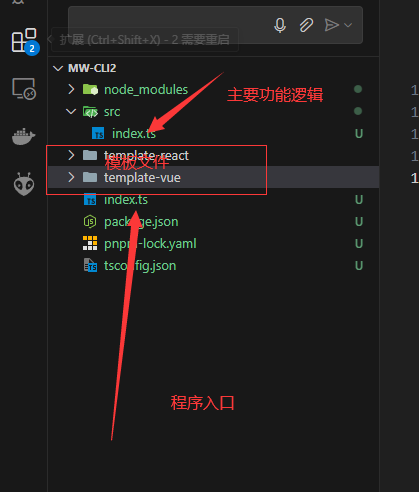 扩展 (Ctrl+Shift+X) - 2 需要重启
2
MW-CLI2
node_modules
主要功能逻辑
src
index.ts U
template-react
模板文件
template-vue
index.ts U
package.json U
pnpm-lock.yaml U
tsconfig.json U
程序入口
1
1
1
1
1